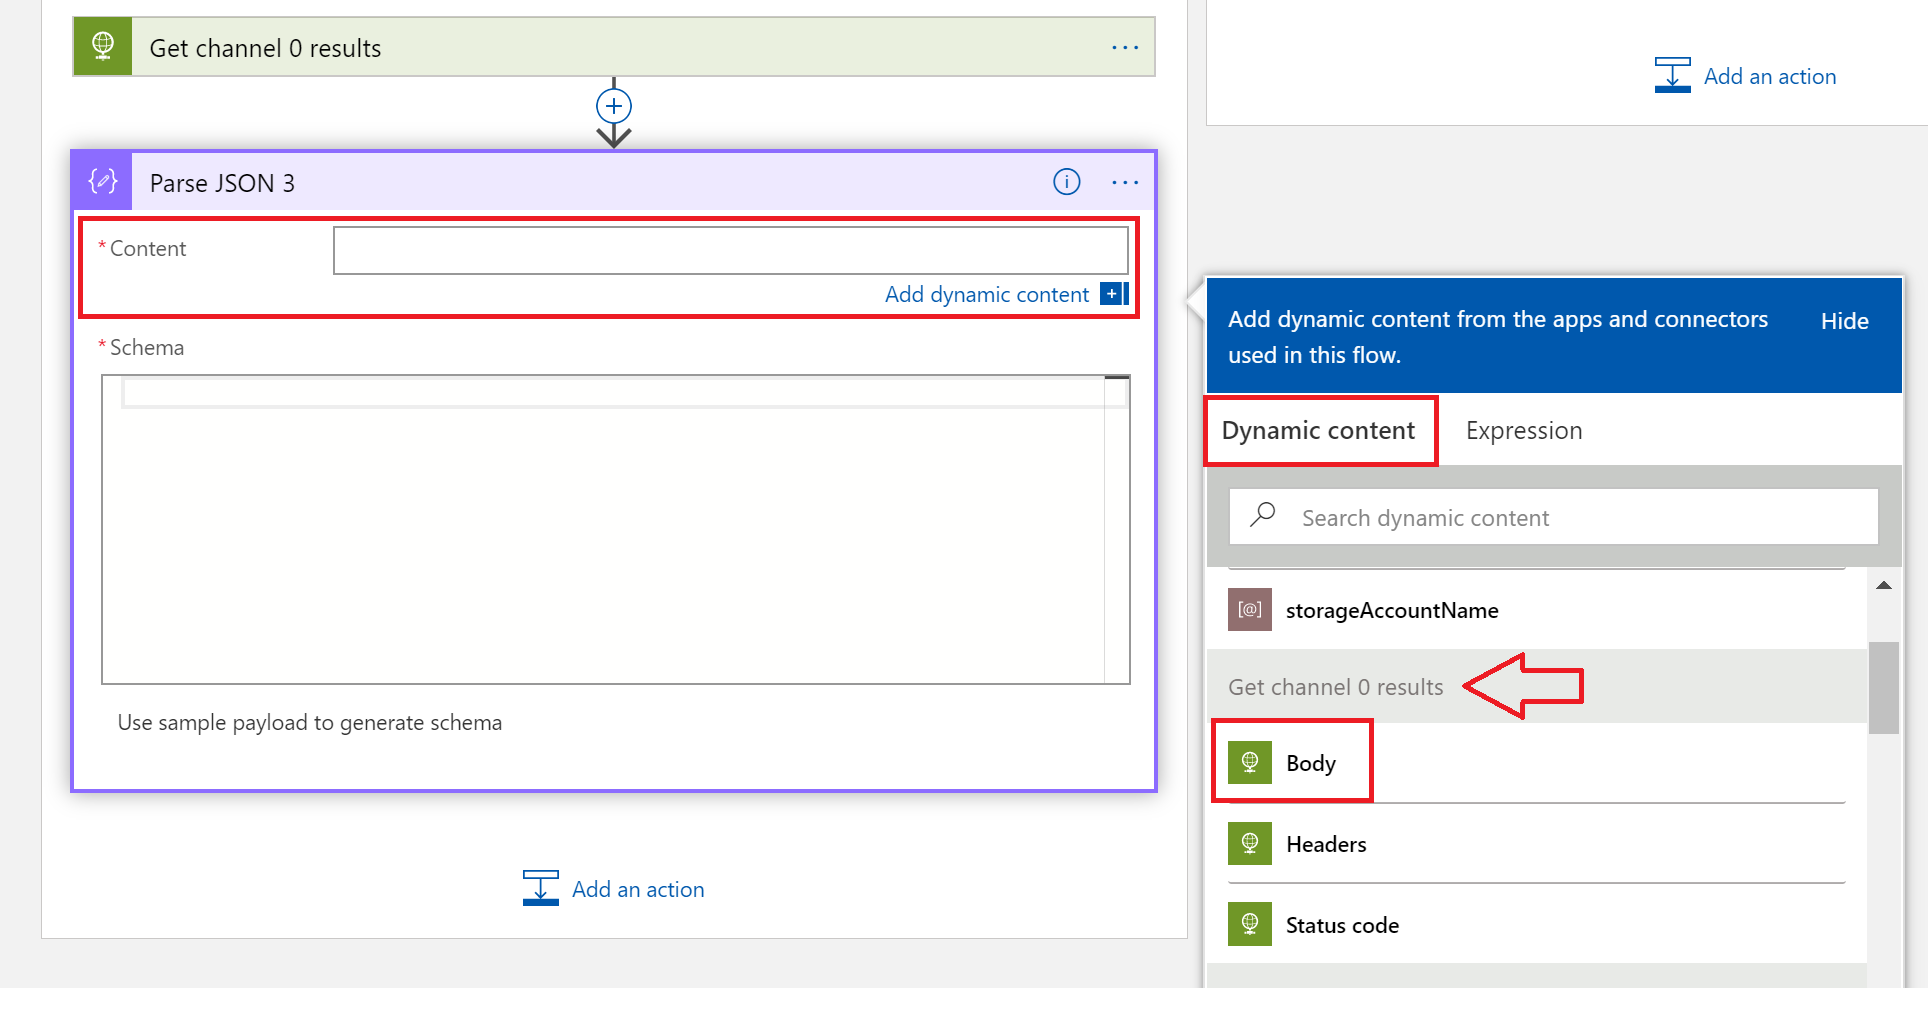 Get channel 0 results
Add an action
Parse JSON 3
* Content
Add dynamic content
* Schema
Use sample payload to generate schema
Add an action
Add dynamic content from the apps and connectors
used in this flow.
Hide
Dynamic content
Expression
Search dynamic content
[@] storageAccountName
Get channel 0 results
Body
Headers
Status code